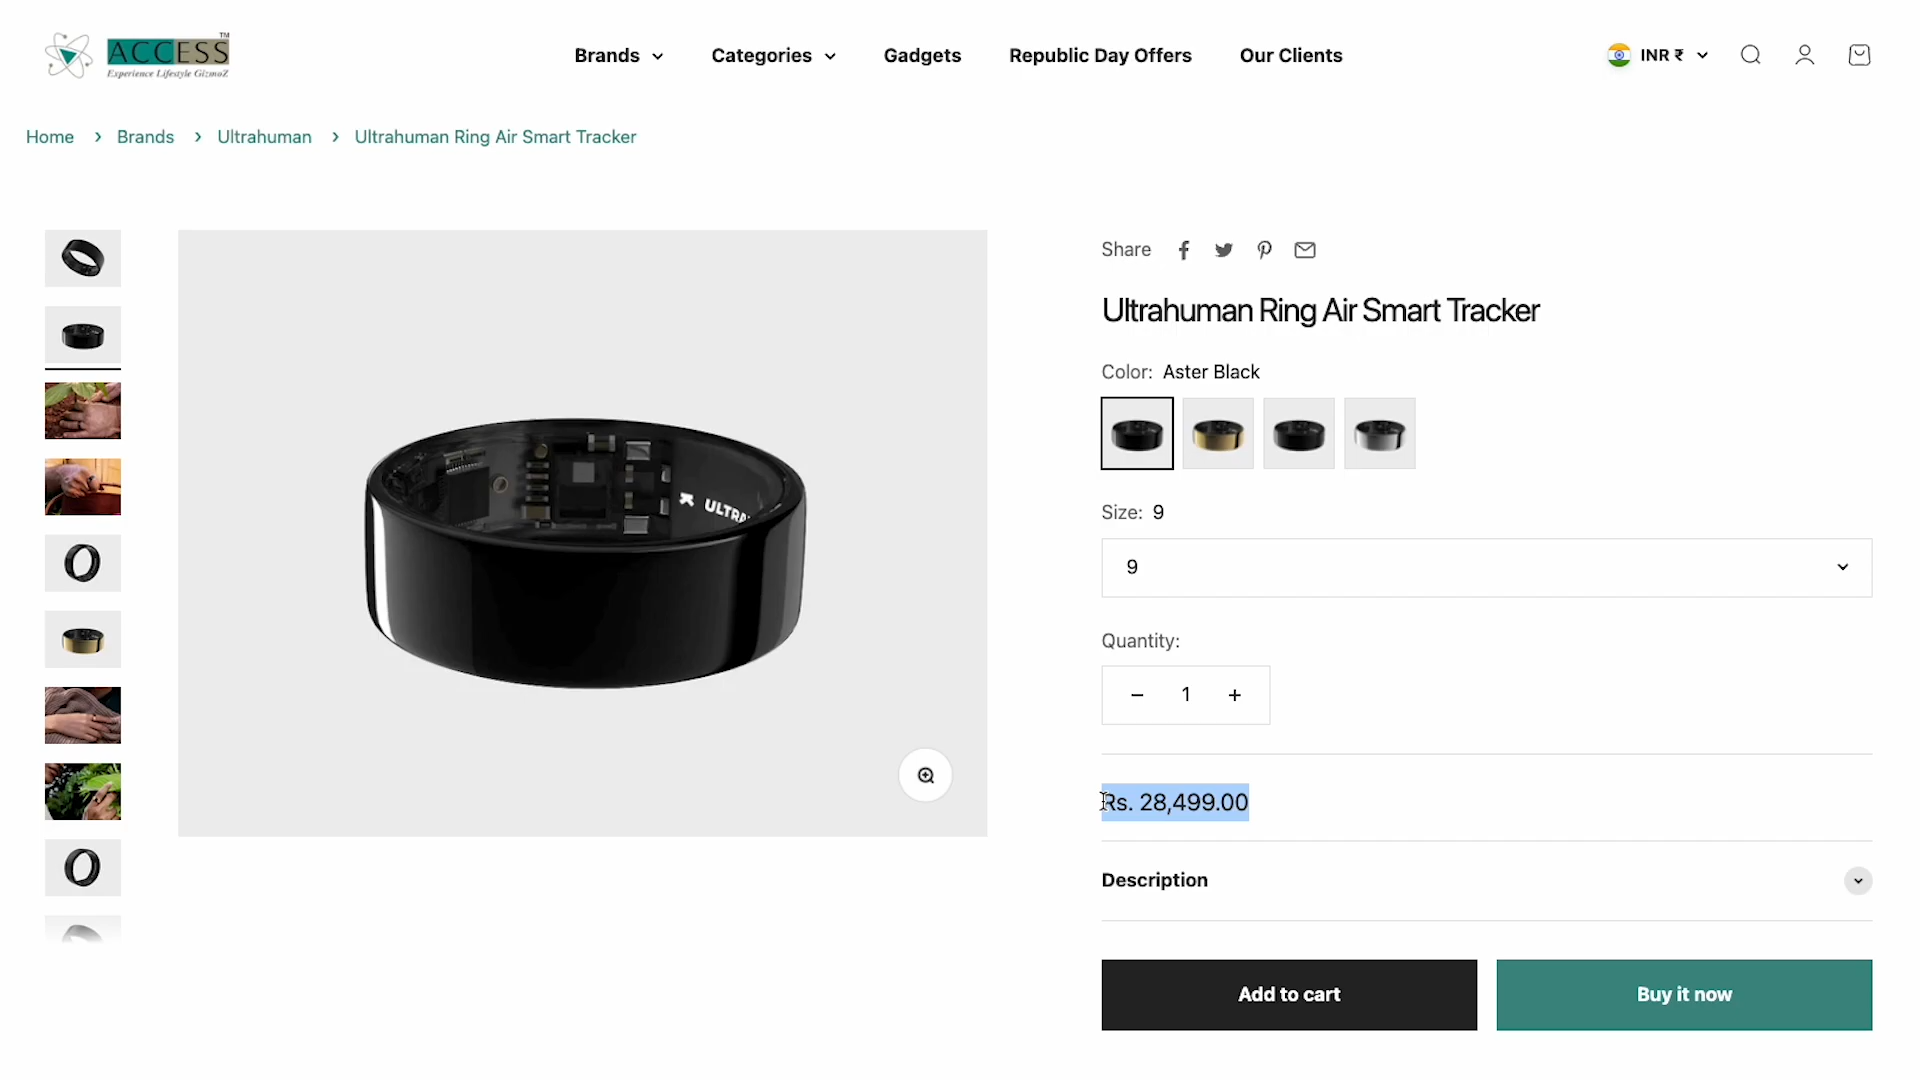 ACCESS
TM
Experience Lifestyle GizmoZ
Brands
Categories
Gadgets
Republic Day Offers
Our Clients
INR ₹
Home > Brands > Ultrahuman > Ultrahuman Ring Air Smart Tracker
Share
Ultrahuman Ring Air Smart Tracker
Color: Aster Black
ULTRA
Size: 9
9
Quantity:
− 1 +
Rs. 28,499.00
Description
Add to cart
Buy it now